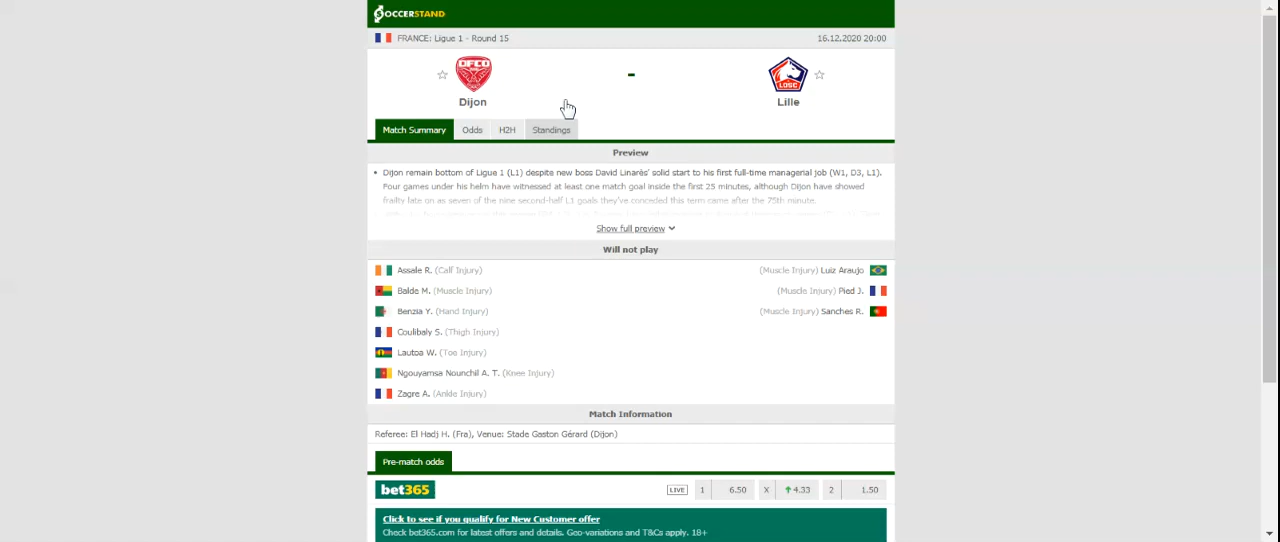 SOCCERSTAND
FRANCE: Ligue 1 - Round 15 16.12.2020 20:00
DFCO
LOSC
-
Dijon Lille
Match Summary Odds H2H Standings
Preview
• Dijon remain bottom of Ligue 1 (L1) despite new boss David Linarès' solid start to his first full-time managerial job (W1, D3, L1).
Four games under his helm have witnessed at least one match goal inside the first 25 minutes, although Dijon have showed
frailty late on as seven of the nine second-half L1 goals they've conceded this term came after the 75th minute.
Show full preview
Will not play
Assale R. (Calf Injury) (Muscle Injury) Luiz Araujo
Balde M. (Muscle Injury) (Muscle Injury) Pied J.
Benzia Y. (Hand Injury) (Muscle Injury) Sanches R.
Coulibaly S. (Thigh Injury)
Lautoa W. (Toe Injury)
Ngouyamsa Nounchil A. T. (Knee Injury)
Zagre A. (Ankle Injury)
Match Information
Referee: El Hadj H. (Fra), Venue: Stade Gaston Gérard (Dijon)
Pre-match odds
bet365 LIVE 1 6.50 X 4.33 2 1.50
Click to see if you qualify for New Customer offer
Check bet365.com for latest offers and details. Geo-variations and T&Cs apply. 18+